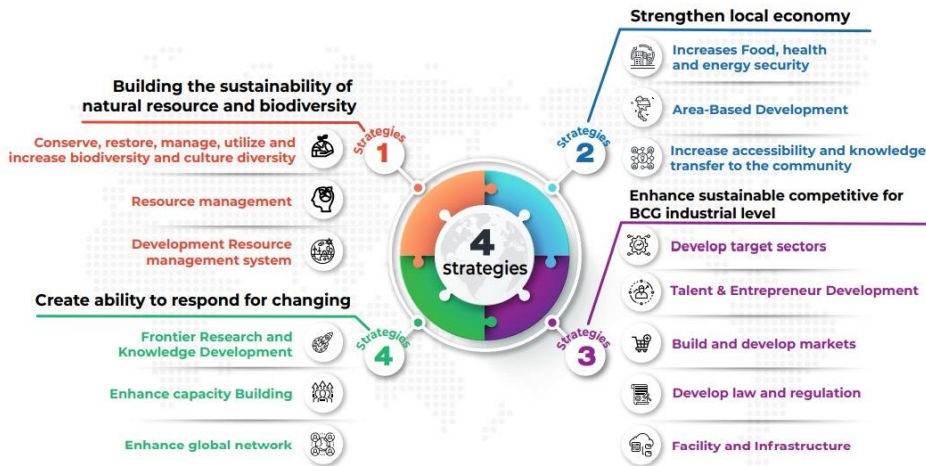 Building the sustainability of
natural resource and biodiversity
Strategies
1
Conserve, restore, manage, utilize and
increase biodiversity and culture diversity
Resource management
Development Resource
management system
Strengthen local economy
Strategies
2
Increases Food, health
and energy security
Area-Based Development
Increase accessibility and knowledge
transfer to the community
4
Strategies
Enhance sustainable competitive for
BCG industrial level
Strategies
3
Develop target sectors
Talent & Entrepreneur Development
Build and develop markets
Develop law and regulation
Facility and Infrastructure
Create ability to respond for changing
Strategies
4
Frontier Research and
Knowledge Development
Enhance capacity Building
Enhance global network